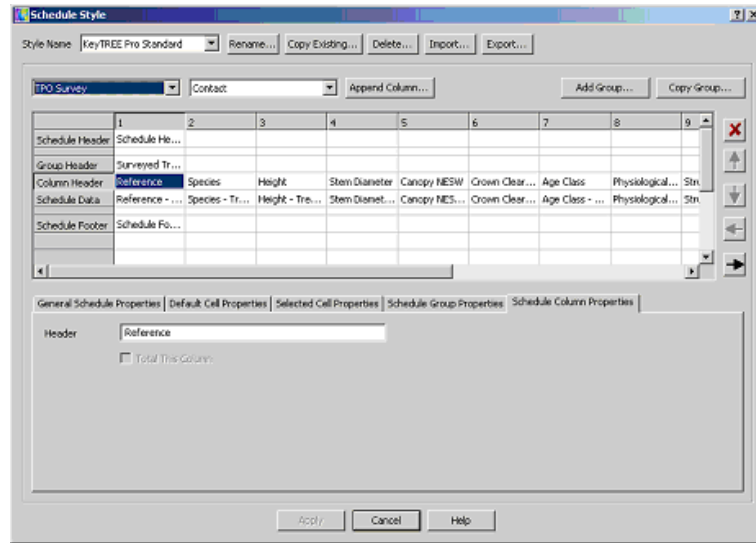 Schedule Style
Style Name KeyTREE Pro Standard Rename... Copy Existing... Delete... Import... Export...
TPO Survey Contact Append Column... Add Group... Copy Group...
1 2 3 4 5 6 7 8 9
Schedule Header Schedule He...
Group Header Surveyed Tr...
Column Header Reference Species Height Stem Diameter Canopy NESW Crown Clear... Age Class Physiological... Stru
Schedule Data Reference - ... Species - Tr... Height - Tre... Stem Diamet... Canopy NES... Crown Clear... Age Class - ... Physiological... Stru
Schedule Footer Schedule Fo...
General Schedule Properties Default Cell Properties Selected Cell Properties Schedule Group Properties Schedule Column Properties
Header Reference
Total This Column
Apply Cancel Help